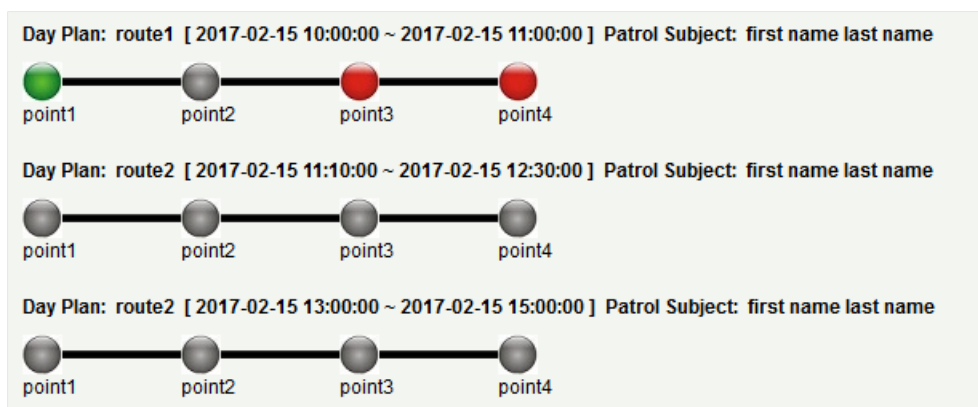 Day Plan: route1 [ 2017-02-15 10:00:00 ~ 2017-02-15 11:00:00 ] Patrol Subject: first name last name
point1 point2 point3 point4
Day Plan: route2 [ 2017-02-15 11:10:00 ~ 2017-02-15 12:30:00 ] Patrol Subject: first name last name
point1 point2 point3 point4
Day Plan: route2 [ 2017-02-15 13:00:00 ~ 2017-02-15 15:00:00 ] Patrol Subject: first name last name
point1 point2 point3 point4